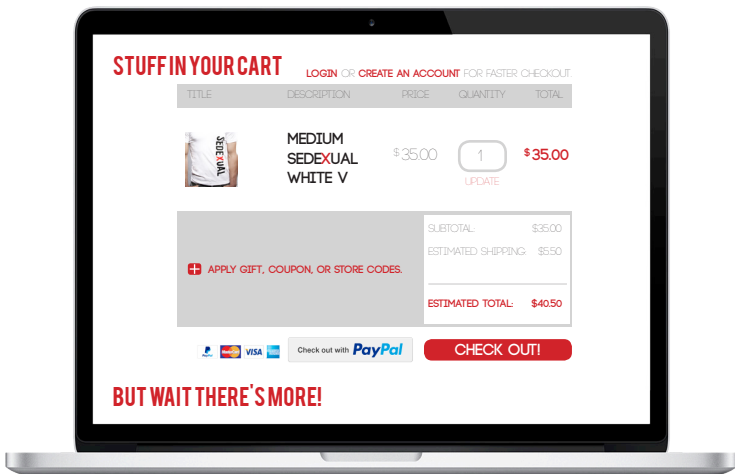 STUFF IN YOUR CART
LOGIN OR CREATE AN ACCOUNT FOR FASTER CHECKOUT.
TITLE DESCRIPTION PRICE QUANTITY TOTAL
SEDEXUAL
MEDIUM
SEDEXUAL
WHITE V
$35.00
1
UPDATE
$35.00
SUBTOTAL: $35.00
ESTIMATED SHIPPING: $5.50
APPLY GIFT, COUPON, OR STORE CODES.
ESTIMATED TOTAL: $40.50
PayPal MasterCard VISA
Check out with PayPal
CHECK OUT!
BUT WAIT THERE'S MORE!